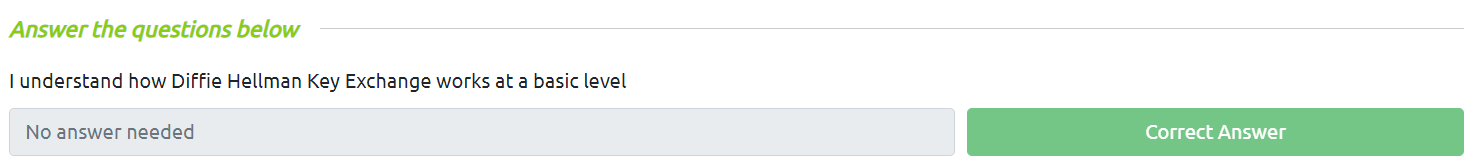 Answer the questions below
I understand how Diffie Hellman Key Exchange works at a basic level
No answer needed
Correct Answer